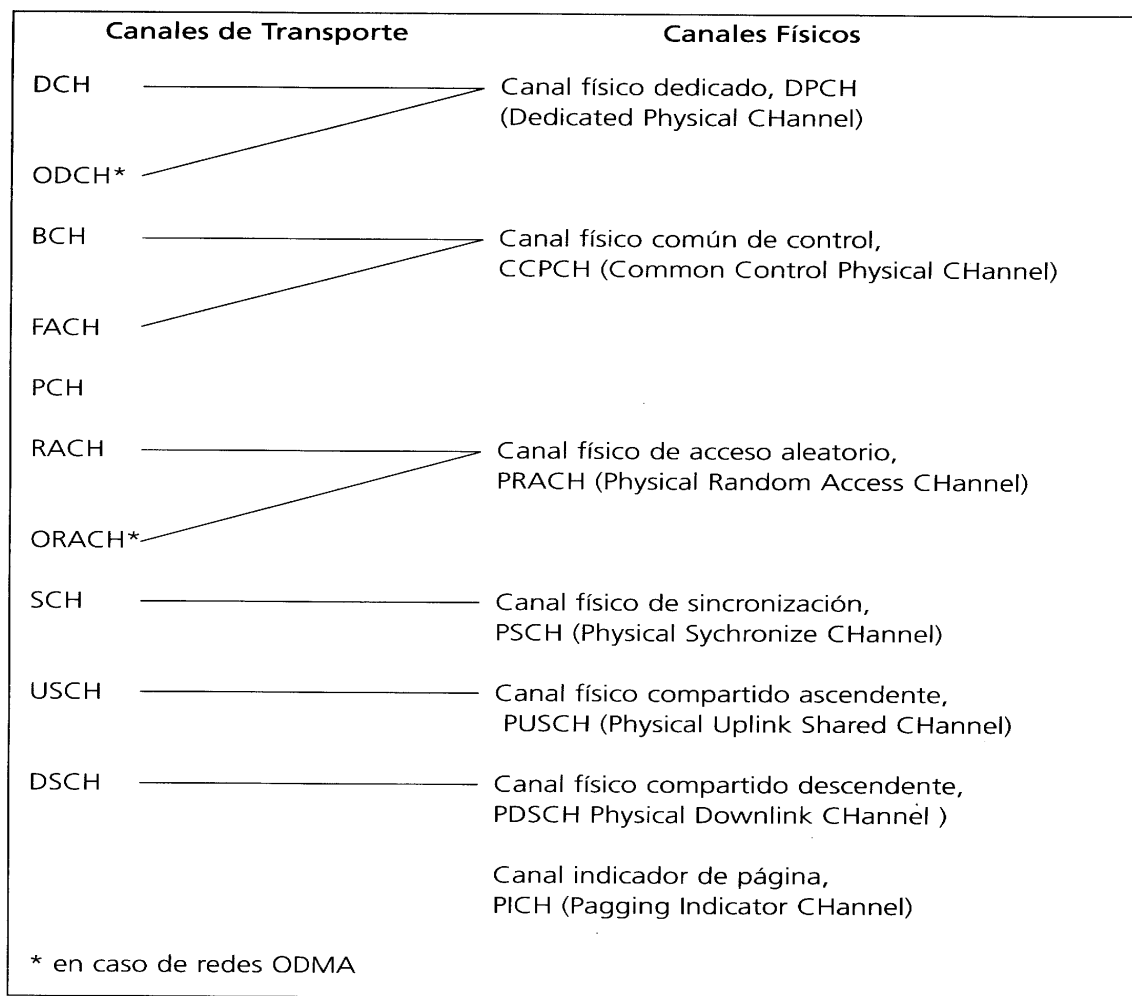 Canales de Transporte Canales Físicos
DCH Canal físico dedicado, DPCH
(Dedicated Physical CHannel)
ODCH*
BCH Canal físico común de control,
CCPCH (Common Control Physical CHannel)
FACH
PCH
RACH Canal físico de acceso aleatorio,
PRACH (Physical Random Access CHannel)
ORACH*
SCH Canal físico de sincronización,
PSCH (Physical Sychronize CHannel)
USCH Canal físico compartido ascendente,
PUSCH (Physical Uplink Shared CHannel)
DSCH Canal físico compartido descendente,
PDSCH Physical Downlink CHannel )
Canal indicador de página,
PICH (Pagging Indicator CHannel)
* en caso de redes ODMA